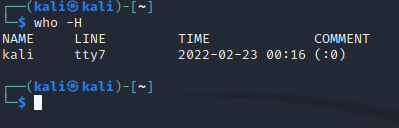 ┌──(kali㉿kali)-[~]
└─$ who -H
NAME     LINE         TIME             COMMENT
kali     tty7         2022-02-23 00:16 (:0)
┌──(kali㉿kali)-[~]
└─$